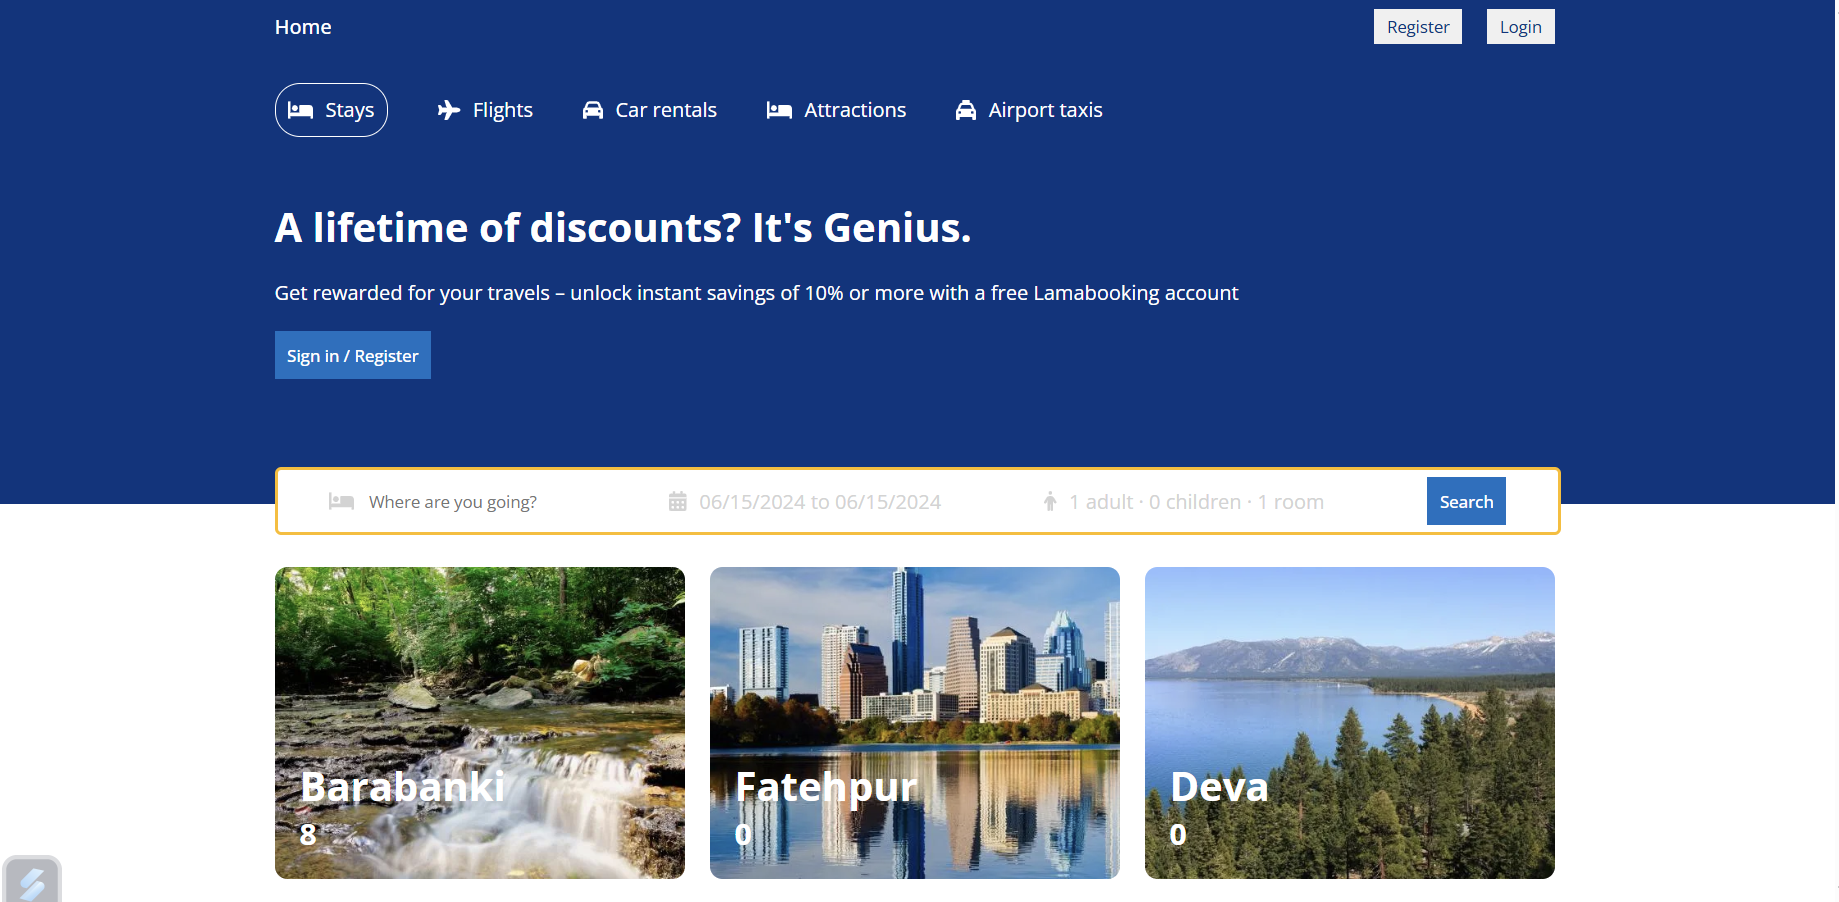 Home
Register
Login
Stays
Flights
Car rentals
Attractions
Airport taxis
A lifetime of discounts? It's Genius.
Get rewarded for your travels – unlock instant savings of 10% or more with a free Lamabooking account
Sign in / Register
Where are you going?
06/15/2024 to 06/15/2024
1 adult · 0 children · 1 room
Search
Barabanki
8
Fatehpur
0
Deva
0